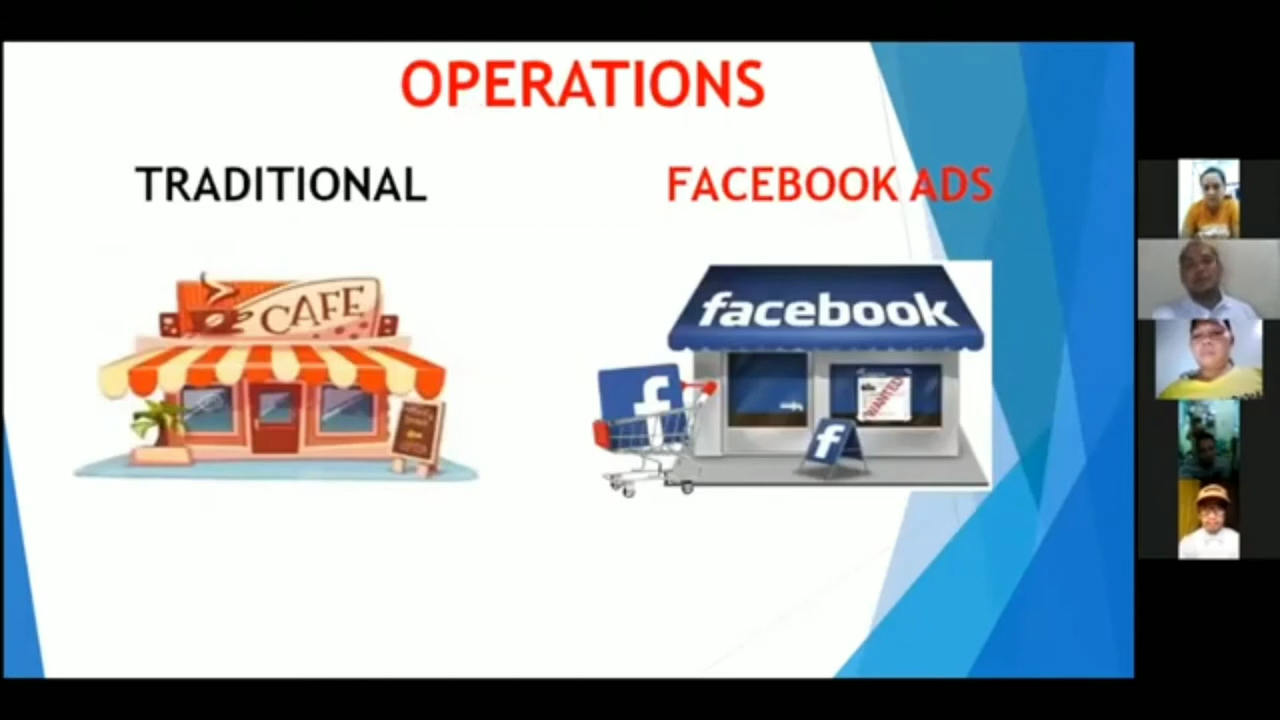 OPERATIONS
TRADITIONAL
FACEBOOK ADS
CAFE
facebook
f
WANTED
f